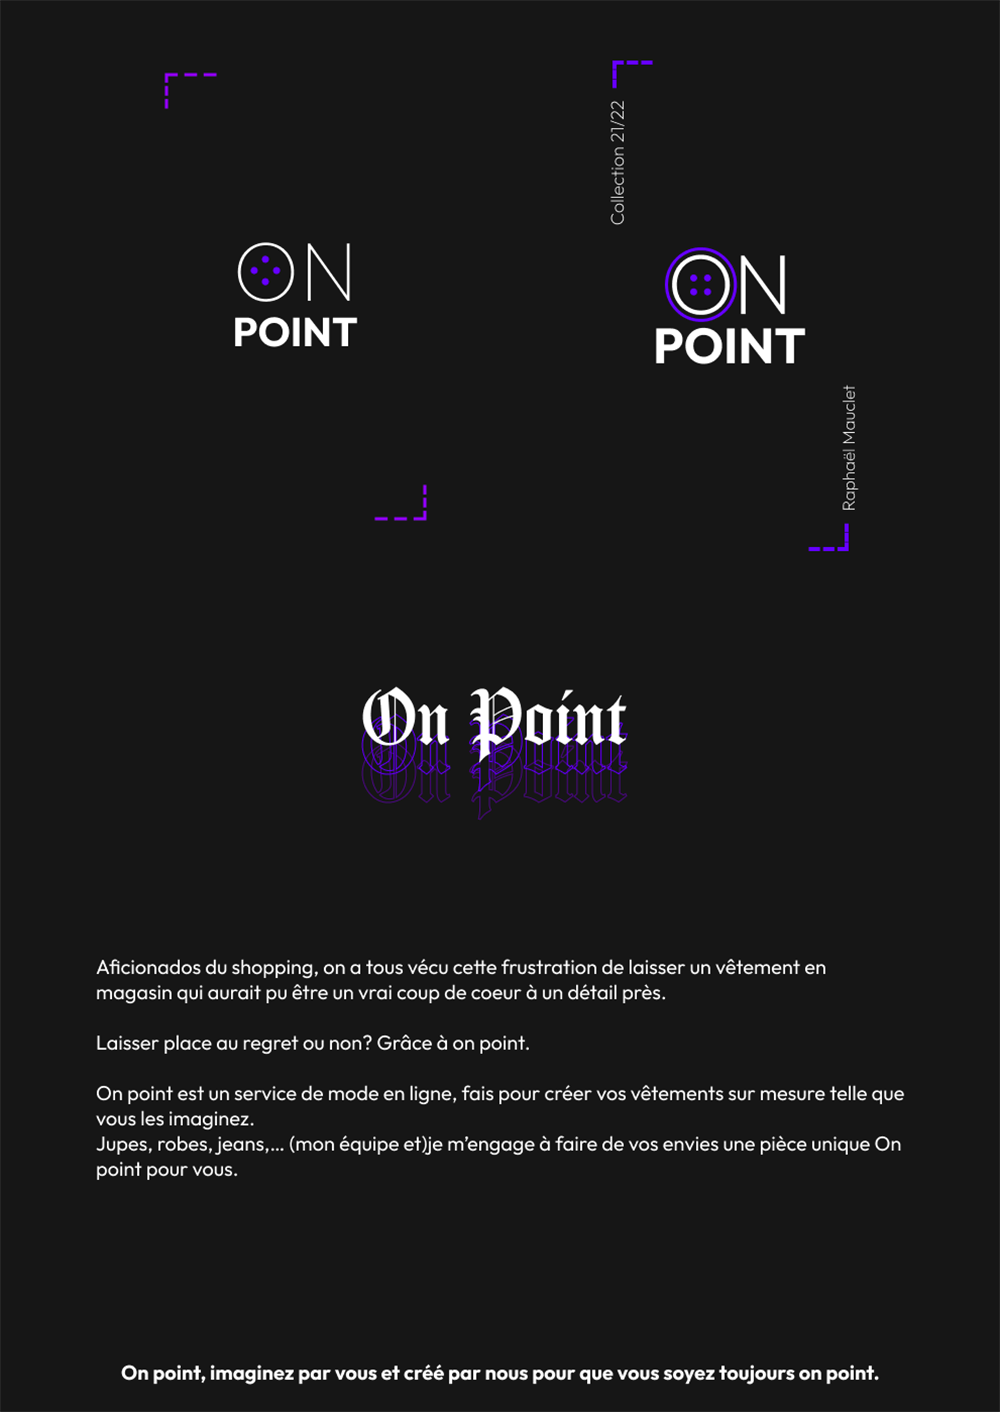 Collection 21/22
ON
POINT
ON
POINT
Raphaël Mauclet
On Point
On Point
On Point
Aficionados du shopping, on a tous vécu cette frustration de laisser un vêtement en
magasin qui aurait pu être un vrai coup de coeur à un détail près.
Laisser place au regret ou non? Grâce à on point.
On point est un service de mode en ligne, fais pour créer vos vêtements sur mesure telle que
vous les imaginez.
Jupes, robes, jeans,... (mon équipe et)je m’engage à faire de vos envies une pièce unique On
point pour vous.
On point, imaginez par vous et créé par nous pour que vous soyez toujours on point.